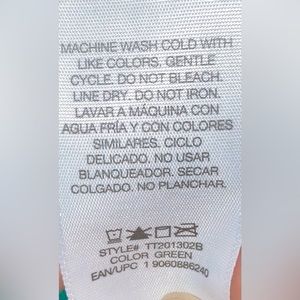 MACHINE WASH COLD WITH
LIKE COLORS. GENTLE
CYCLE. DO NOT BLEACH.
LINE DRY. DO NOT IRON.
LAVAR A MÁQUINA CON
AGUA FRÍA Y CON COLORES
SIMILARES. CICLO
DELICADO. NO USAR
BLANQUEADOR. SECAR
COLGADO. NO PLANCHAR.
STYLE# TT201302B
COLOR GREEN
EAN/UPC 1 9060886240